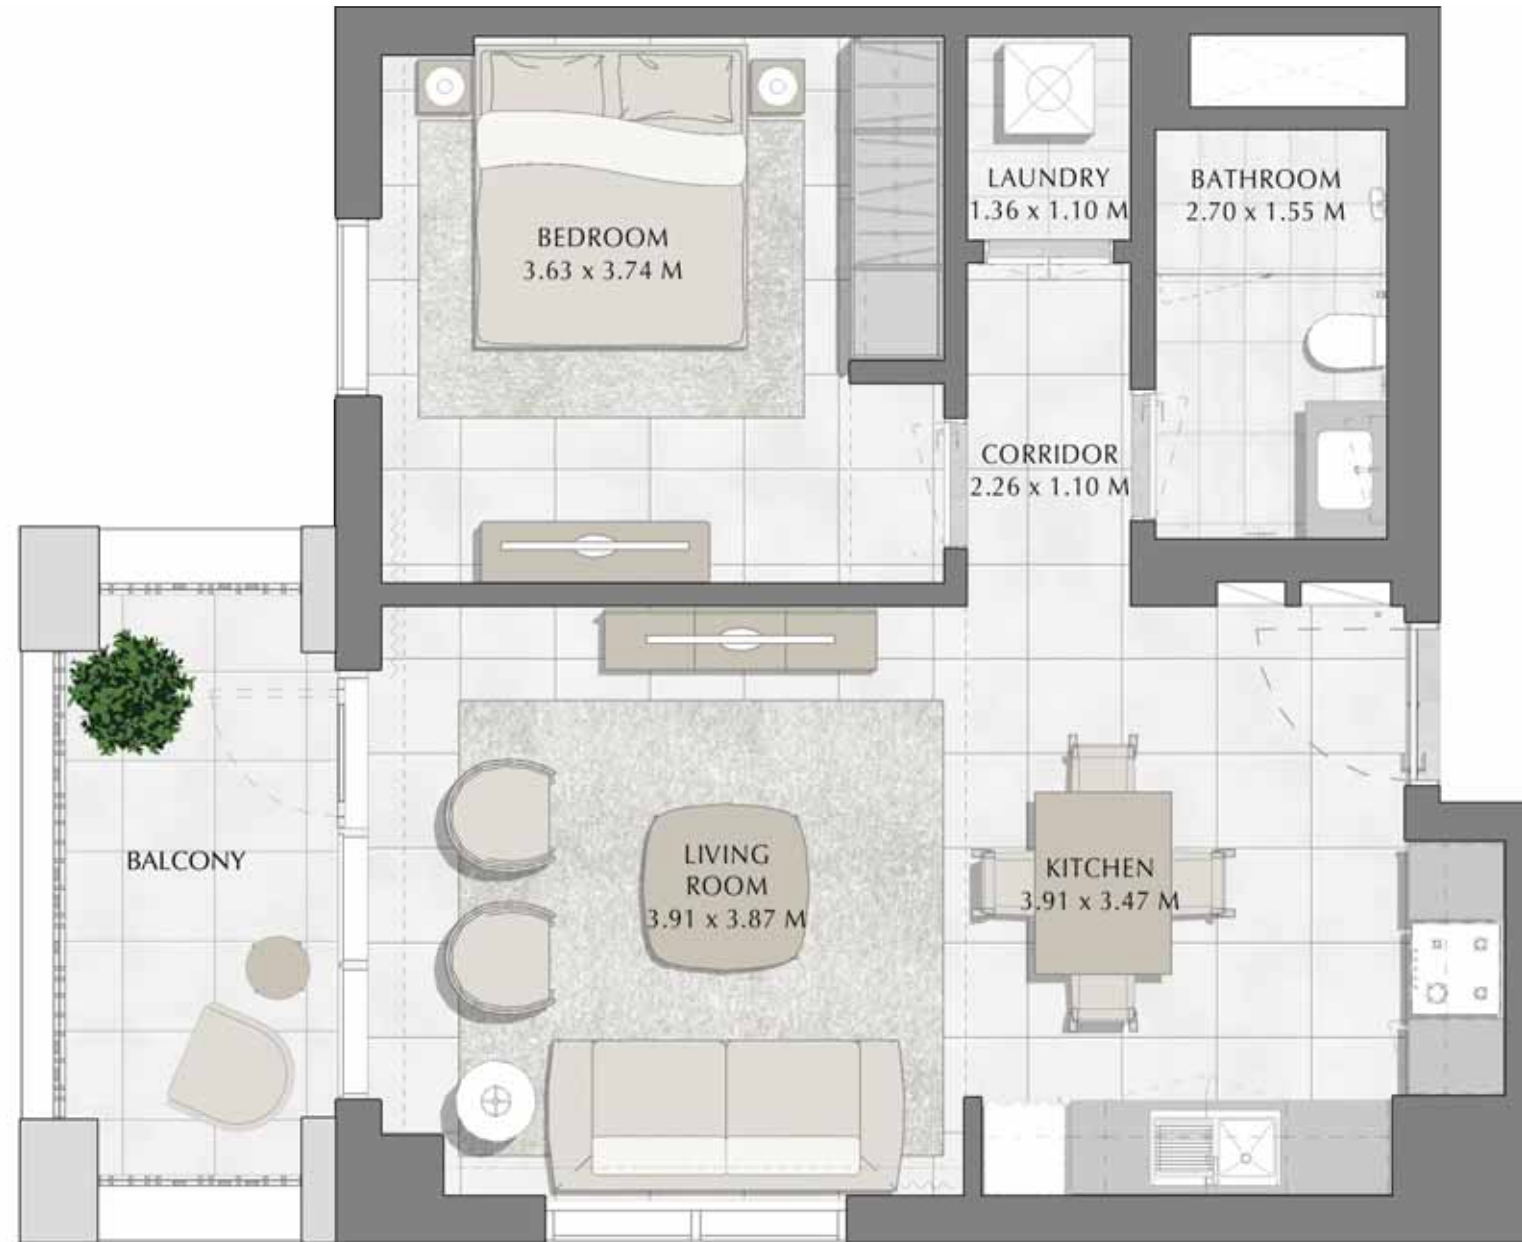 LAUNDRY
1.36 x 1.10 M
BATHROOM
2.70 x 1.55 M
BEDROOM
3.63 x 3.74 M
CORRIDOR
2.26 x 1.10 M
BALCONY
LIVING
ROOM
3.91 x 3.87 M
KITCHEN
3.91 x 3.47 M